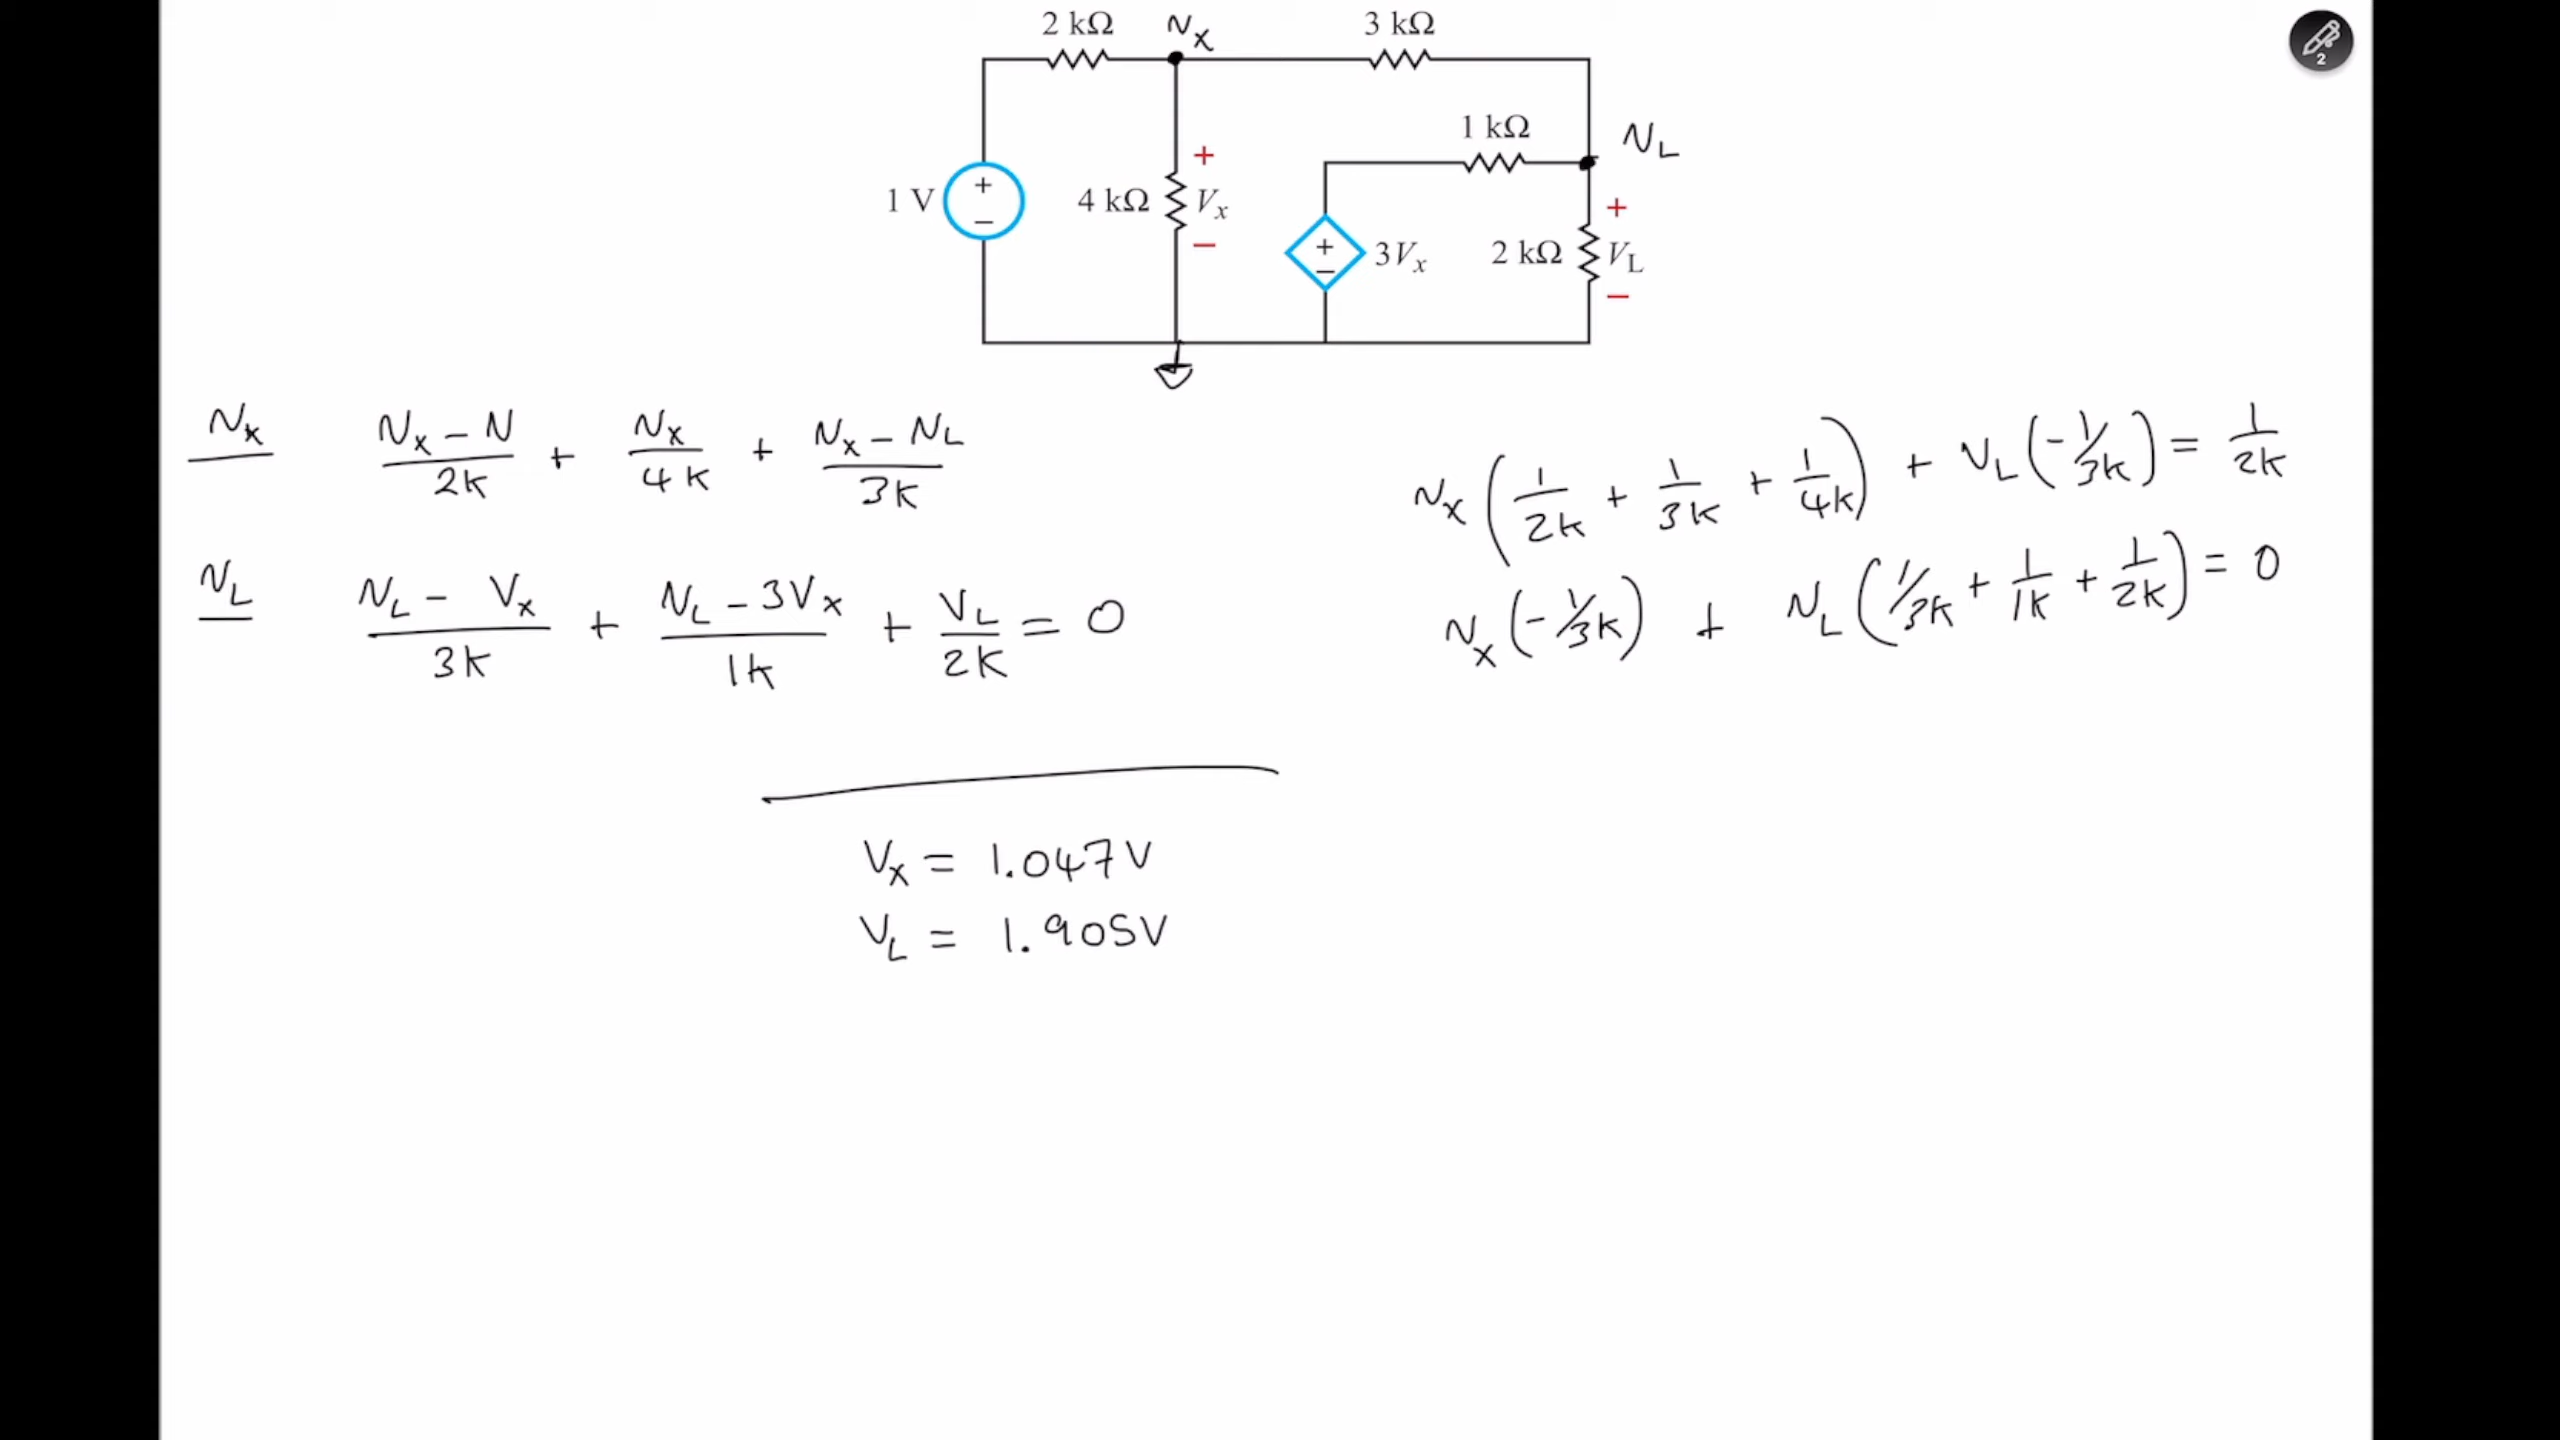 2 kΩ Nx 3 kΩ
1 kΩ NL
+
1 V + − 4 kΩ Vx + − 3Vx 2 kΩ VL
−
+
−
Nx Nx − N / 2k + Nx / 4k + Nx − NL / 3k
Nx (1/2k + 1/3k + 1/4k) + VL (−1/3k) = 1/2k
NL NL − Vx / 3k + NL − 3Vx / 1k + VL / 2k = 0
Nx (−1/3k) + NL (1/3k + 1/1k + 1/2k) = 0
Vx = 1.047V
VL = 1.905V
2